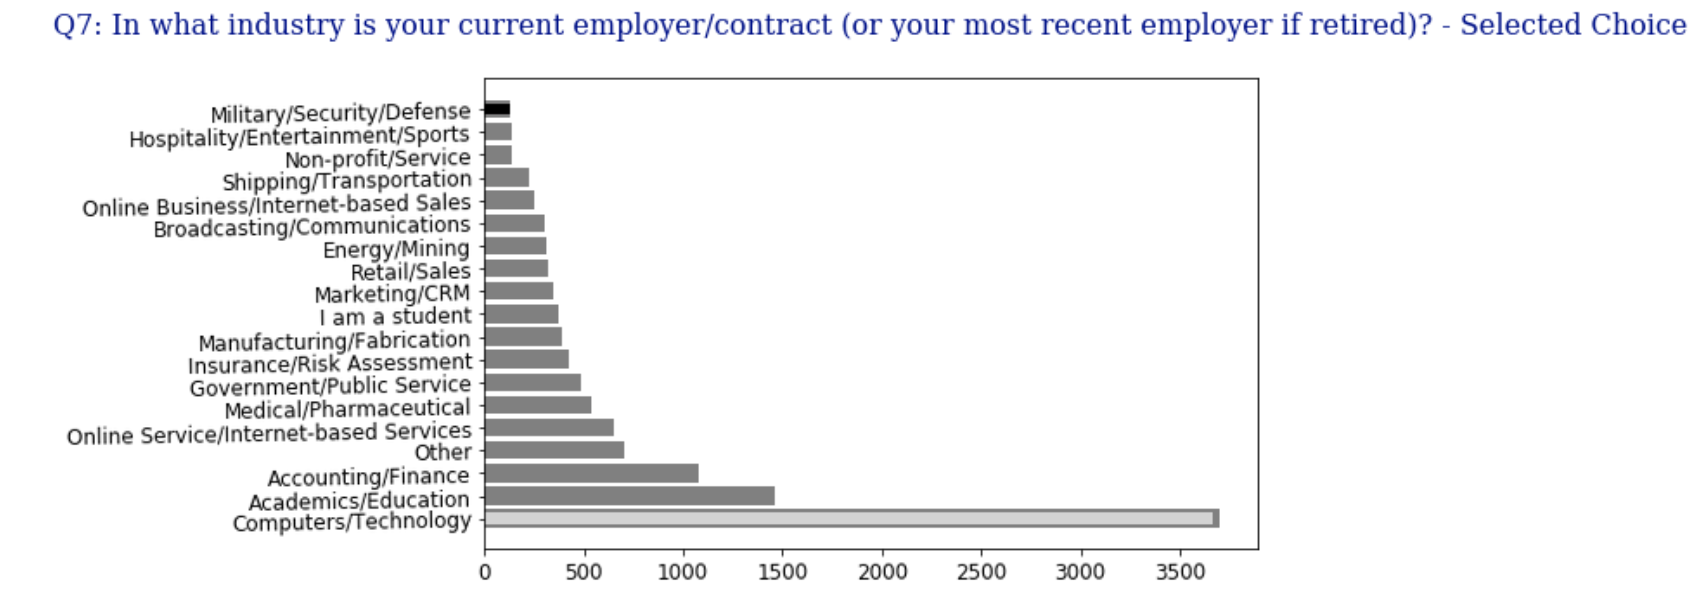 Q7: In what industry is your current employer/contract (or your most recent employer if retired)? - Selected Choice
Military/Security/Defense
Hospitality/Entertainment/Sports
Non-profit/Service
Shipping/Transportation
Online Business/Internet-based Sales
Broadcasting/Communications
Energy/Mining
Retail/Sales
Marketing/CRM
I am a student
Manufacturing/Fabrication
Insurance/Risk Assessment
Government/Public Service
Medical/Pharmaceutical
Online Service/Internet-based Services
Other
Accounting/Finance
Academics/Education
Computers/Technology
0 500 1000 1500 2000 2500 3000 3500